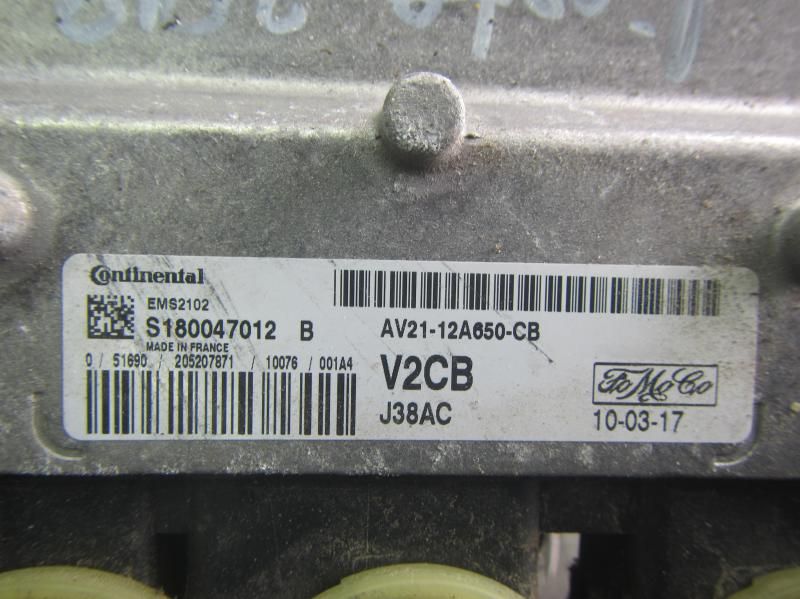 Continental
EMS2102
S180047012 B
MADE IN FRANCE
0 / 51690 / 205207871 / 10076 / 001A4
AV21-12A650-CB
V2CB
J38AC
FoMoCo
10-03-17